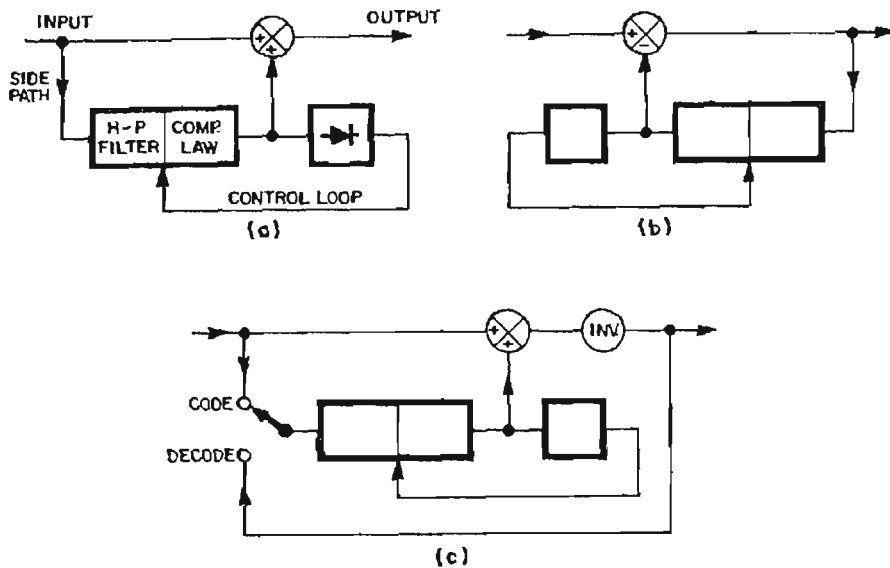 INPUT
OUTPUT
+
+
+
−
SIDE
PATH
H-P
FILTER
COMP.
LAW
CONTROL LOOP
(a)
(b)
+
+
INV.
CODE
DECODE
(c)